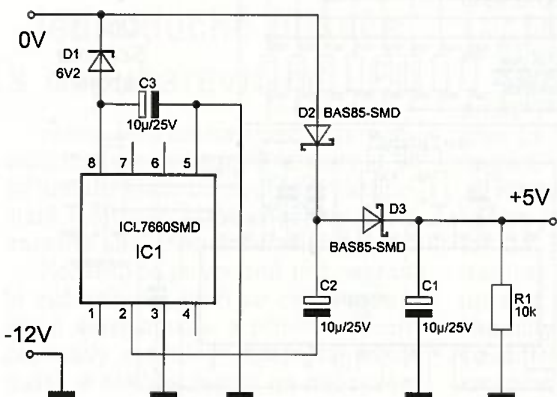 0V
D1
6V2
C3
10µ/25V
D2 BAS85-SMD
8 7 6 5
ICL7660SMD
IC1
1 2 3 4
D3
BAS85-SMD
+5V
C2
10µ/25V
C1
10µ/25V
R1
10k
-12V